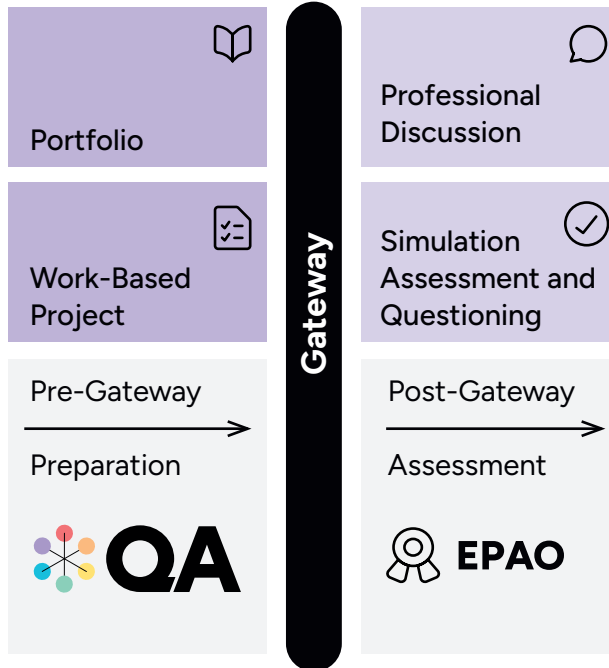 Portfolio
Work-Based
Project
Pre-Gateway
Preparation
QA
Gateway
Professional
Discussion
Simulation
Assessment and
Questioning
Post-Gateway
Assessment
EPAO